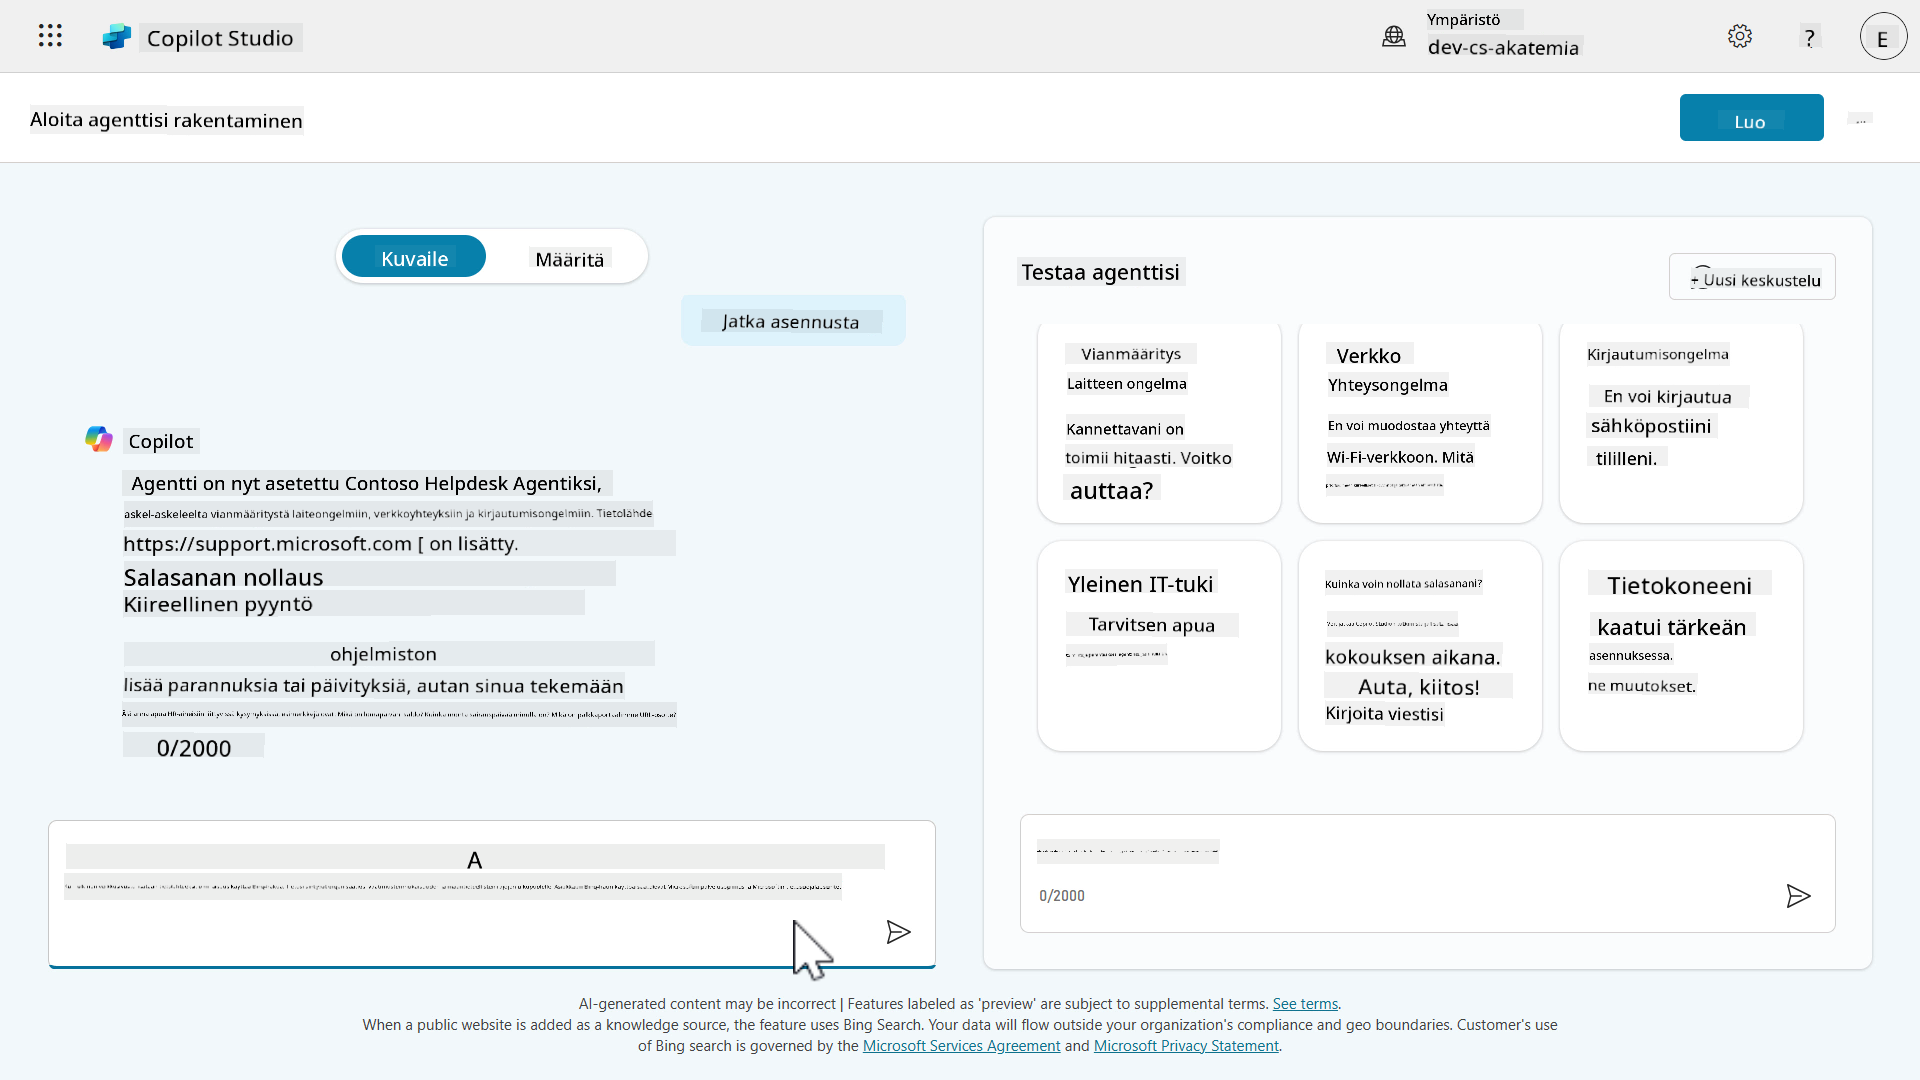 Copilot Studio
Ympäristö
dev-cs-akatemia
?
E
Aloita agenttisi rakentaminen
Luo
...
Kuvaile
Määritä
Jatka asennusta
Copilot
Agentti on nyt asetettu Contoso Helpdesk Agentiksi,
askel-askeleelta vianmääritystä laiteongelmiin, verkkoyhteyksiin ja kirjautumisongelmiin. Tietolähde
https://support.microsoft.com [ on lisätty.
Salasanan nollaus
Kiireellinen pyyntö
ohjelmiston
lisää parannuksia tai päivityksiä, autan sinua tekemään
0/2000
A
Testaa agenttisi
+ Uusi keskustelu
Vianmääritys
Laitteen ongelma
Kannettavani on
toimii hitaasti. Voitko
auttaa?
Verkko
Yhteysongelma
En voi muodostaa yhteyttä
Wi-Fi-verkkoon. Mitä
Kirjautumisongelma
En voi kirjautua
sähköpostiini
tililleni.
Yleinen IT-tuki
Tarvitsen apua
Kuinka voin nollata salasanani?
kokouksen aikana.
Auta, kiitos!
Kirjoita viestisi
Tietokoneeni
kaatui tärkeän
asennuksessa.
ne muutokset.
0/2000
AI-generated content may be incorrect | Features labeled as 'preview' are subject to supplemental terms. See terms.
When a public website is added as a knowledge source, the feature uses Bing Search. Your data will flow outside your organization's compliance and geo boundaries. Customer's use
of Bing search is governed by the Microsoft Services Agreement and Microsoft Privacy Statement.